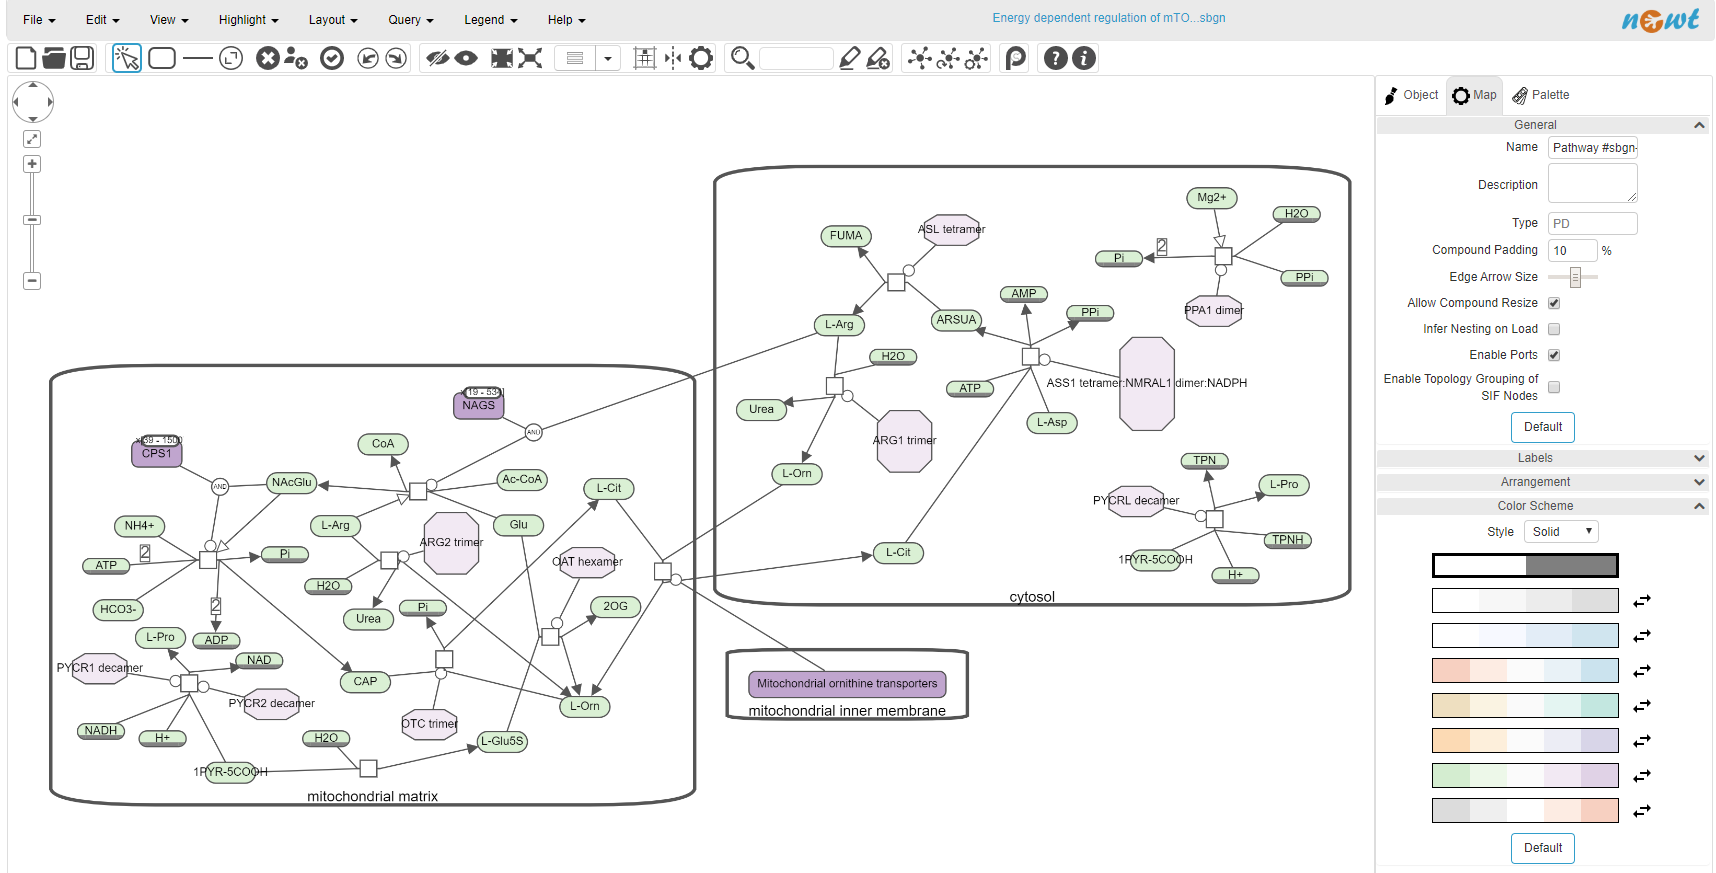 File Edit View Highlight Layout Query Legend Help
Energy dependent regulation of mTO...sbgn
newt
Object Map Palette
General
Name Pathway #sbgn-
Description
Type PD
Compound Padding 10 %
Edge Arrow Size
Allow Compound Resize
Infer Nesting on Load
Enable Ports
Enable Topology Grouping of
SIF Nodes
Default
Labels
Arrangement
Color Scheme
Style Solid
Default
Mg2+
H2O
2
Pi
PPi
PPA1 dimer
FUMA
ASL tetramer
AMP
PPi
L-Arg
ARSUA
H2O
ATP
ASS1 tetramer:NMRAL1 dimer:NADPH
Urea
L-Asp
ARG1 trimer
L-Orn
TPN
L-Pro
PYCRL decamer
TPNH
1PYR-5COOH
H+
L-Cit
cytosol
NAGS
AND
CPS1
CoA
AND
NAcGlu
Ac-CoA
L-Cit
NH4+
L-Arg
Glu
2
ARG2 trimer
ATP
Pi
OAT hexamer
H2O
HCO3-
2
Pi
2OG
Urea
L-Pro
ADP
NAD
PYCR1 decamer
CAP
PYCR2 decamer
L-Orn
OTC trimer
NADH
H+
H2O
L-Glu5S
1PYR-5COOH
mitochondrial matrix
Mitochondrial ornithine transporters
mitochondrial inner membrane